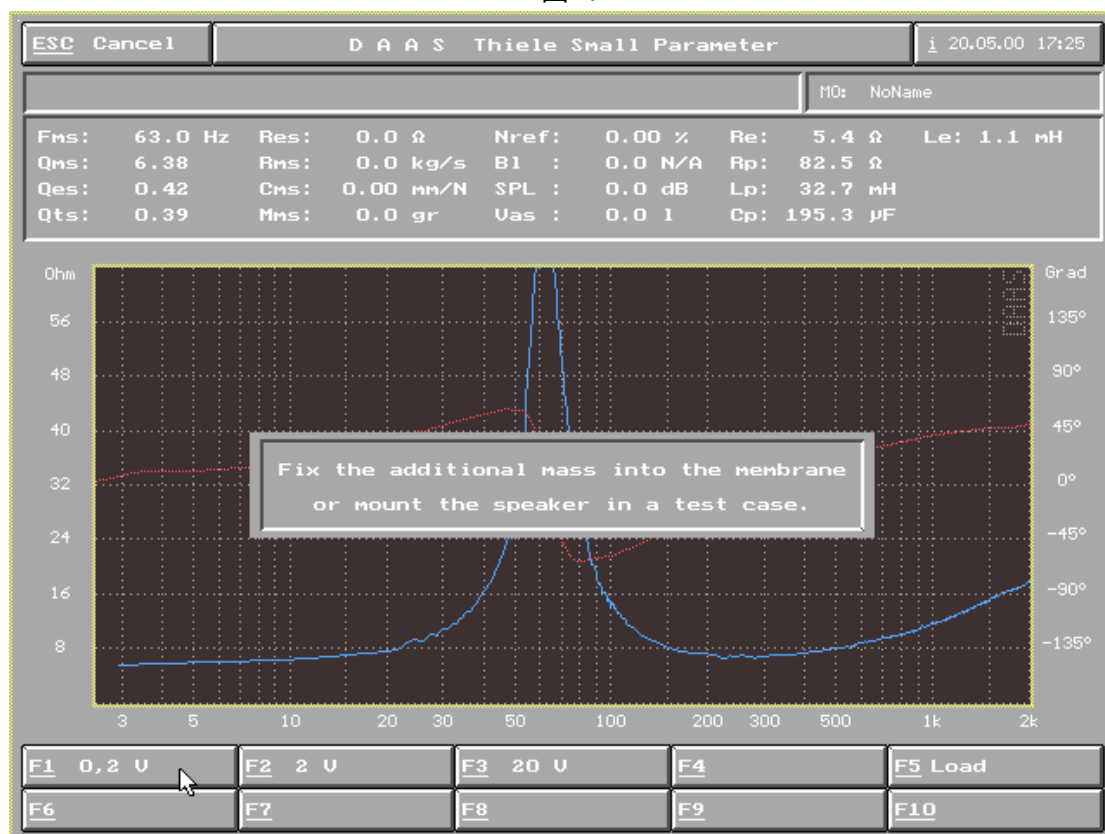 ESC Cancel
D A A S Thiele Small Parameter
i 20.05.00 17:25
MO: NoName
Fms: 63.0 Hz Res: 0.0 Ω Nref: 0.00 % Re: 5.4 Ω Le: 1.1 mH
Qms: 6.38 Rms: 0.0 kg/s Bl : 0.0 N/A Rp: 82.5 Ω
Qes: 0.42 Cms: 0.00 mm/N SPL : 0.0 dB Lp: 32.7 mH
Qts: 0.39 Mms: 0.0 gr Vas : 0.0 l Cp: 195.3 µF
Ohm
Grad
DAAS
56
135°
48
90°
40
45°
Fix the additional mass into the membrane
or mount the speaker in a test case.
32
0°
24
-45°
16
-90°
8
-135°
3 5 10 20 30 50 100 200 300 500 1k 2k
F1 0,2 V F2 2 V F3 20 V F4 F5 Load
F6 F7 F8 F9 F10